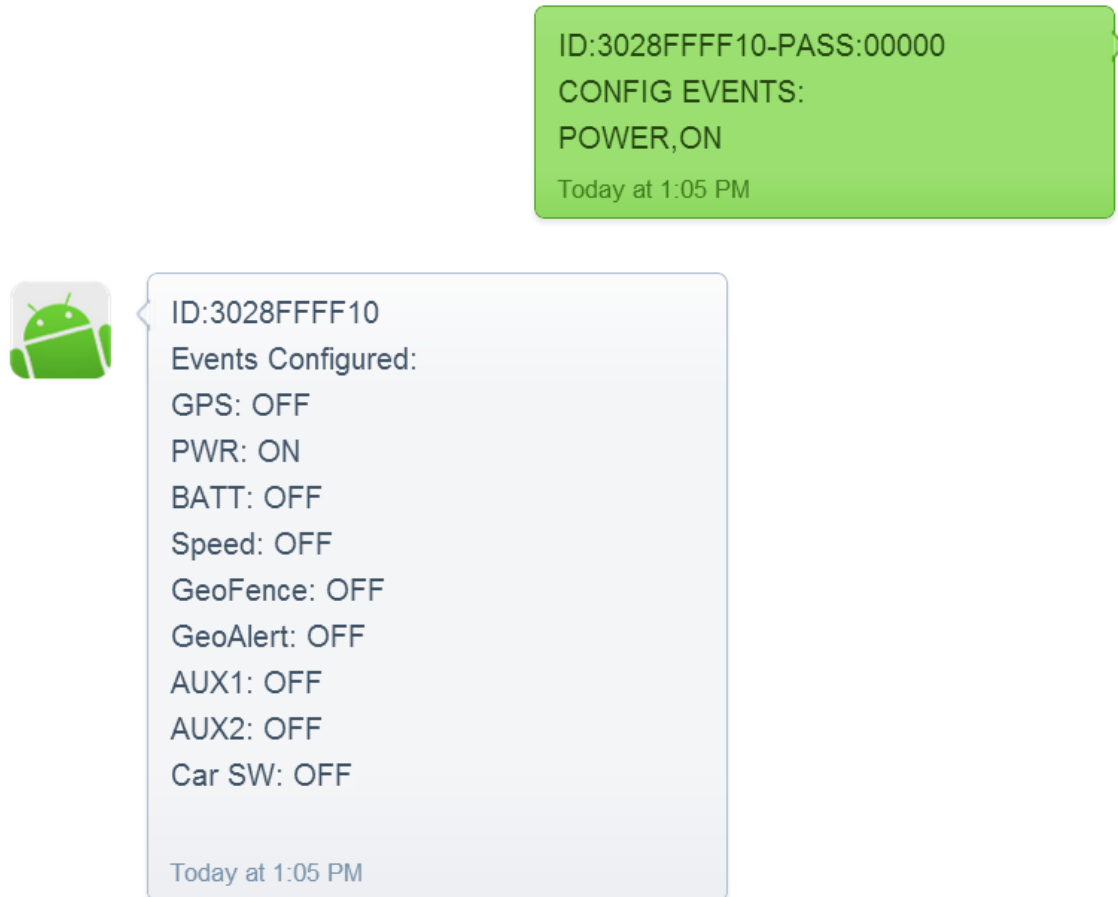 ID:3028FFFF10-PASS:00000
CONFIG EVENTS:
POWER,ON
Today at 1:05 PM
ID:3028FFFF10
Events Configured:
GPS: OFF
PWR: ON
BATT: OFF
Speed: OFF
GeoFence: OFF
GeoAlert: OFF
AUX1: OFF
AUX2: OFF
Car SW: OFF
Today at 1:05 PM